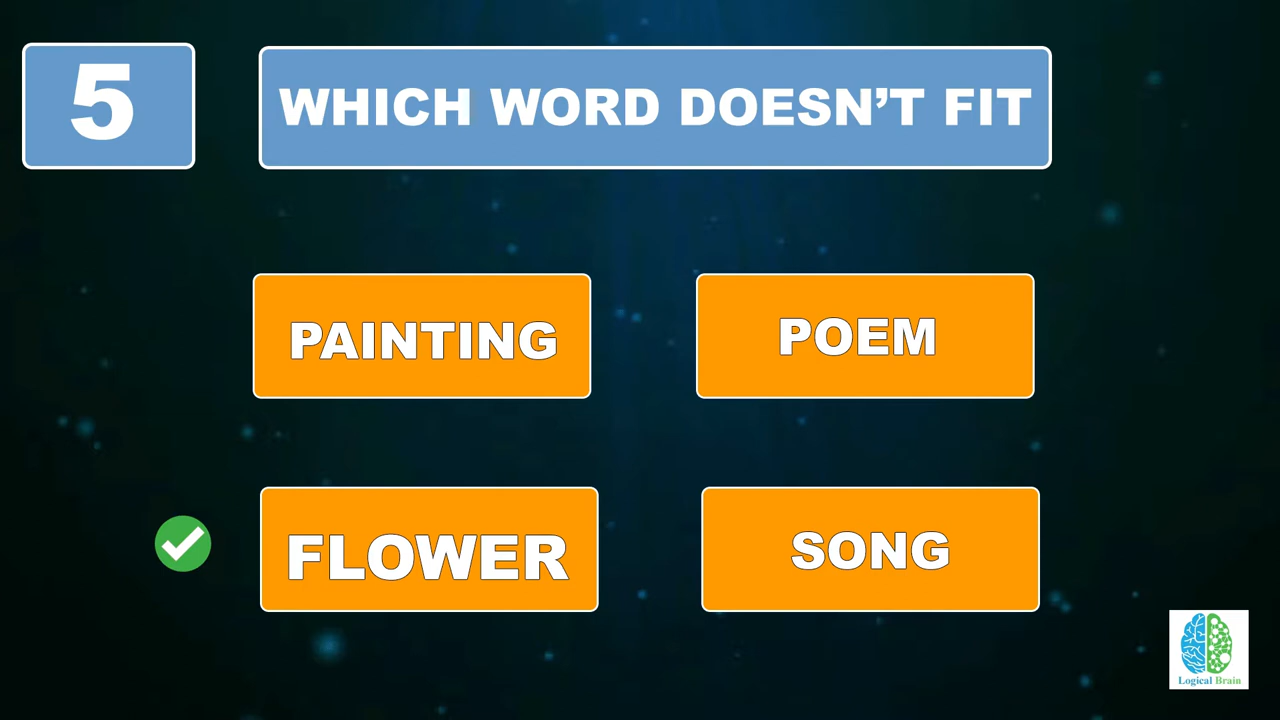 5
WHICH WORD DOESN’T FIT
PAINTING
POEM
FLOWER
SONG
Logical Brain